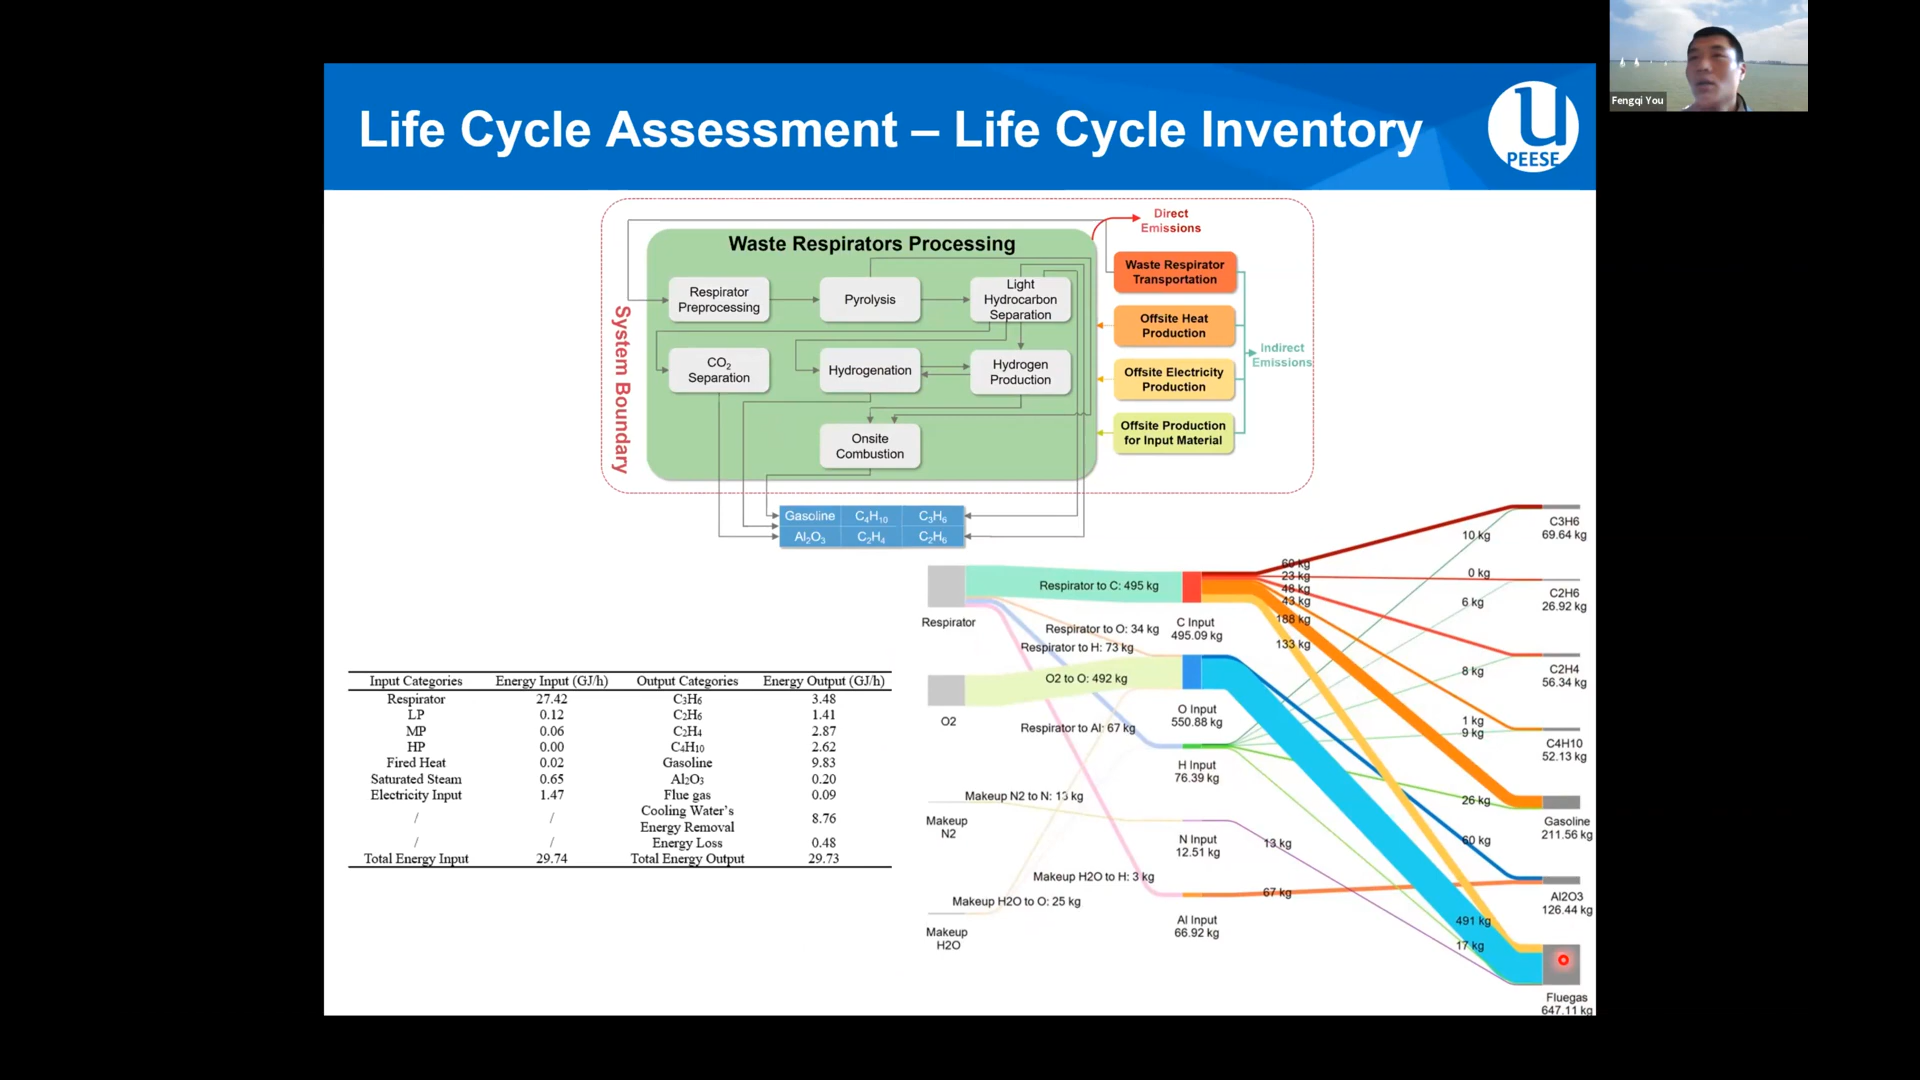 Life Cycle Assessment – Life Cycle Inventory
U
PEESE
Fengqi You
System Boundary
Waste Respirators Processing
Respirator
Preprocessing
Pyrolysis
Light
Hydrocarbon
Separation
CO₂
Separation
Hydrogenation
Hydrogen
Production
Onsite
Combustion
Direct
Emissions
Waste Respirator
Transportation
Offsite Heat
Production
Offsite Electricity
Production
Offsite Production
for Input Material
Indirect
Emissions
Gasoline C₄H₁₀ C₃H₆
Al₂O₃ C₂H₄ C₂H₆
Input Categories Energy Input (GJ/h) Output Categories Energy Output (GJ/h)
Respirator 27.42 C₃H₆ 3.48
LP 0.12 C₂H₆ 1.41
MP 0.06 C₂H₄ 2.87
HP 0.00 C₄H₁₀ 2.62
Fired Heat 0.02 Gasoline 9.83
Saturated Steam 0.65 Al₂O₃ 0.20
Electricity Input 1.47 Flue gas 0.09
/ / Cooling Water’s
Energy Removal 8.76
/ / Energy Loss 0.48
Total Energy Input 29.74 Total Energy Output 29.73
Respirator
O2
Makeup
N2
Makeup
H2O
Respirator to C: 495 kg
Respirator to O: 34 kg
Respirator to H: 73 kg
O2 to O: 492 kg
Respirator to Al: 67 kg
Makeup N2 to N: 13 kg
Makeup H2O to H: 3 kg
Makeup H2O to O: 25 kg
C Input
495.09 kg
O Input
550.88 kg
H Input
76.39 kg
N Input
12.51 kg
Al Input
66.92 kg
60 kg
23 kg
48 kg
43 kg
188 kg
133 kg
13 kg
67 kg
10 kg
0 kg
6 kg
8 kg
1 kg
9 kg
26 kg
60 kg
491 kg
17 kg
C3H6
69.64 kg
C2H6
26.92 kg
C2H4
56.34 kg
C4H10
52.13 kg
Gasoline
211.56 kg
Al2O3
126.44 kg
Fluegas
647.11 kg